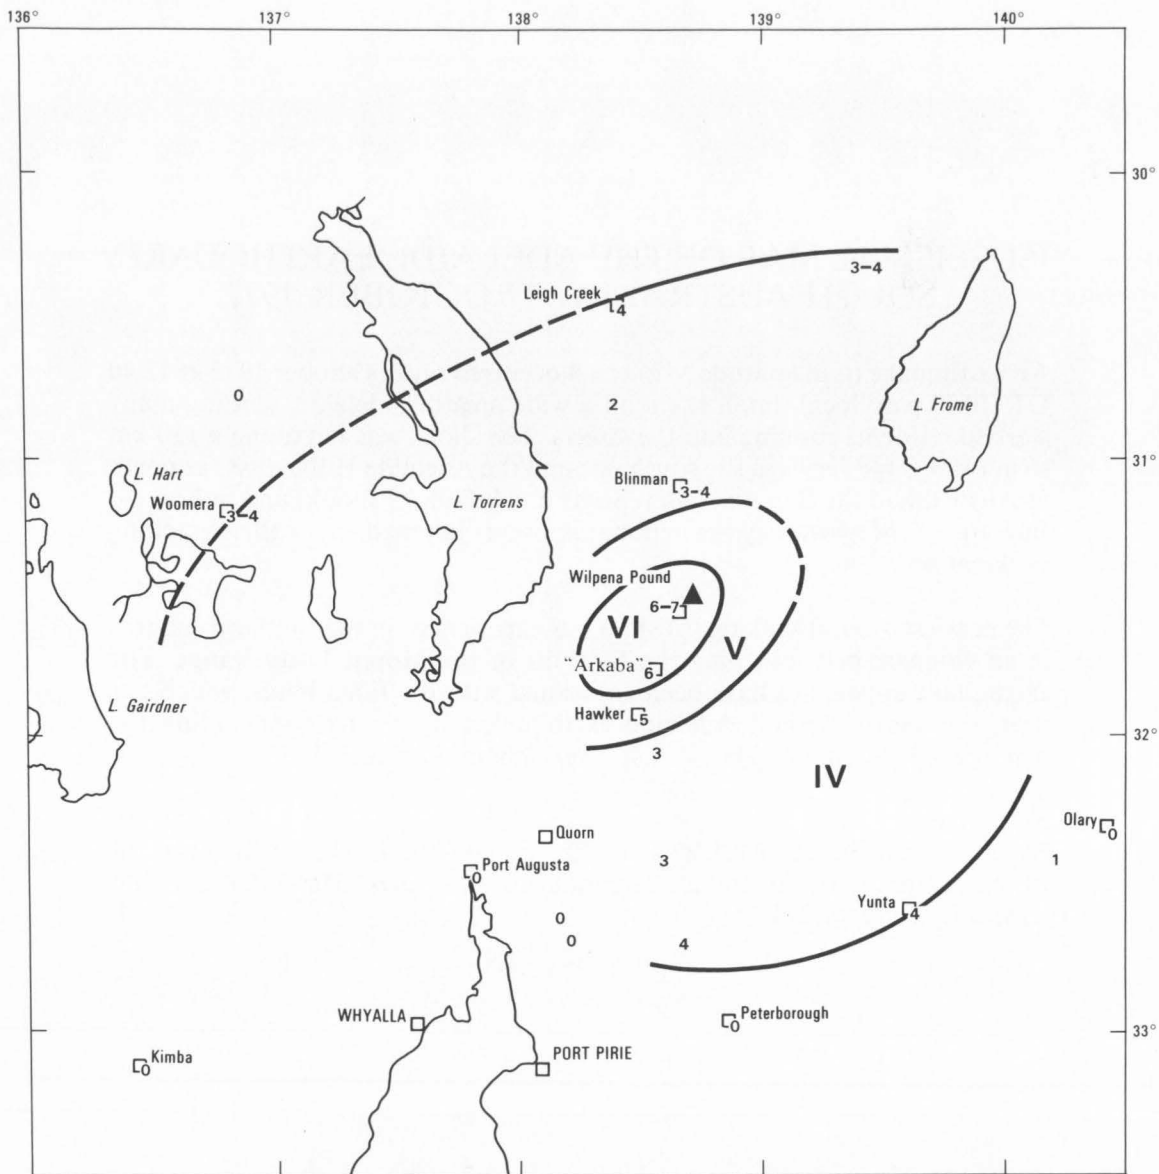 36° 137° 138° 139° 140°
30°
3–4
Leigh Creek
4
L. Frome
0
2
31°
L. Hart
Blinman
3–4
Woomera
3–4
L. Torrens
Wilpena Pound
6–7
VI
V
"Arkaba" 6
L. Gairdner
Hawker
5
3
32°
IV
Olary
0
Quorn
3
1
Port Augusta
0
Yunta
4
0
0
4
WHYALLA
Peterborough
0
33°
Kimba
0
PORT PIRIE